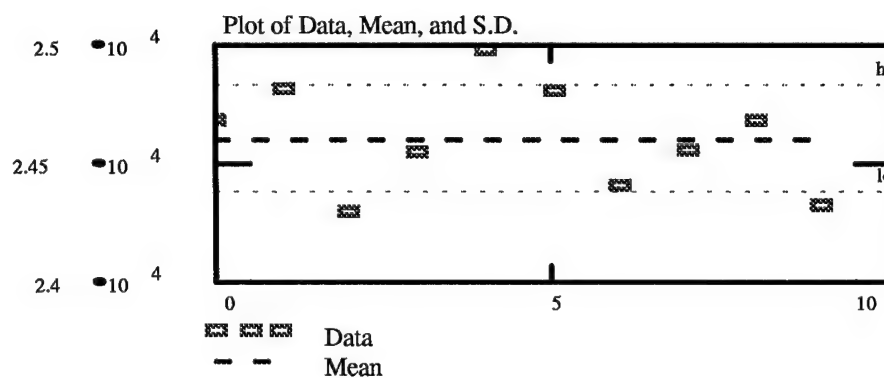 Plot of Data, Mean, and S.D.
2.5 •10 4
h
2.45 •10 4
l
2.4 •10 4
0 5 10
Data
Mean